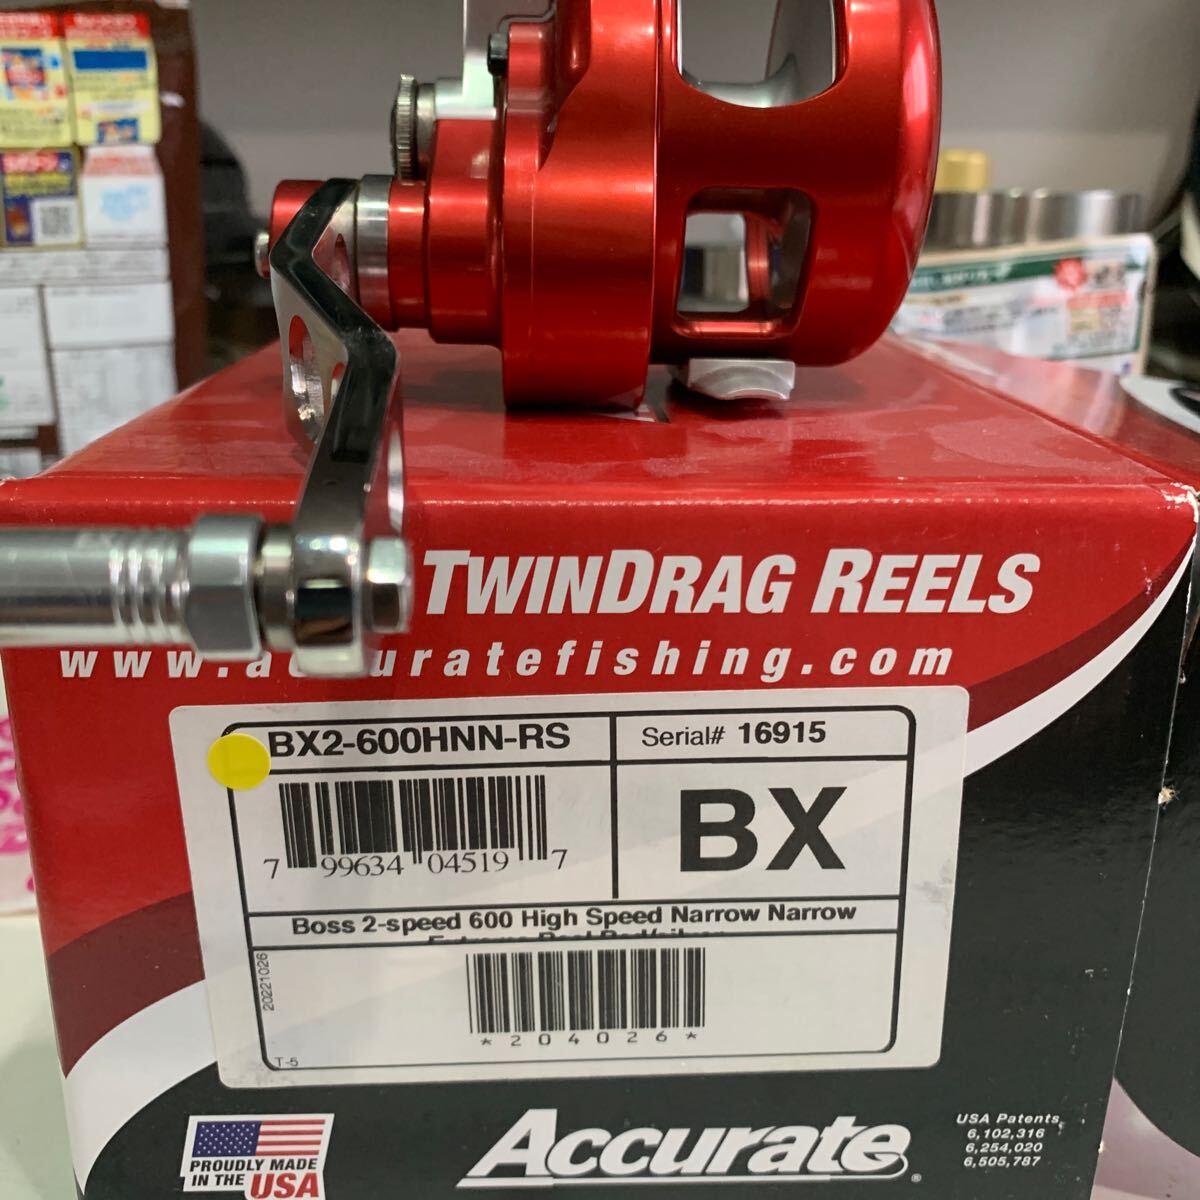 TWINDRAG REELS
www.accuratefishing.com
BX2-600HNN-RS
Serial# 16915
7 99634 04519 7
BX
Boss 2-speed 600 High Speed Narrow Narrow
20221026
*204026*
T-5
PROUDLY MADE
IN THE USA
Accurate®
USA Patents
6,102,316
6,254,020
6,505,787